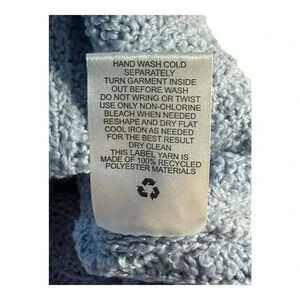 HAND WASH COLD
SEPARATELY
TURN GARMENT INSIDE
OUT BEFORE WASH
DO NOT WRING OR TWIST
USE ONLY NON-CHLORINE
BLEACH WHEN NEEDED
RESHAPE AND DRY FLAT
COOL IRON AS NEEDED
FOR THE BEST RESULT
DRY CLEAN
THIS LABEL YARN IS
MADE OF 100% RECYCLED
POLYESTER MATERIALS